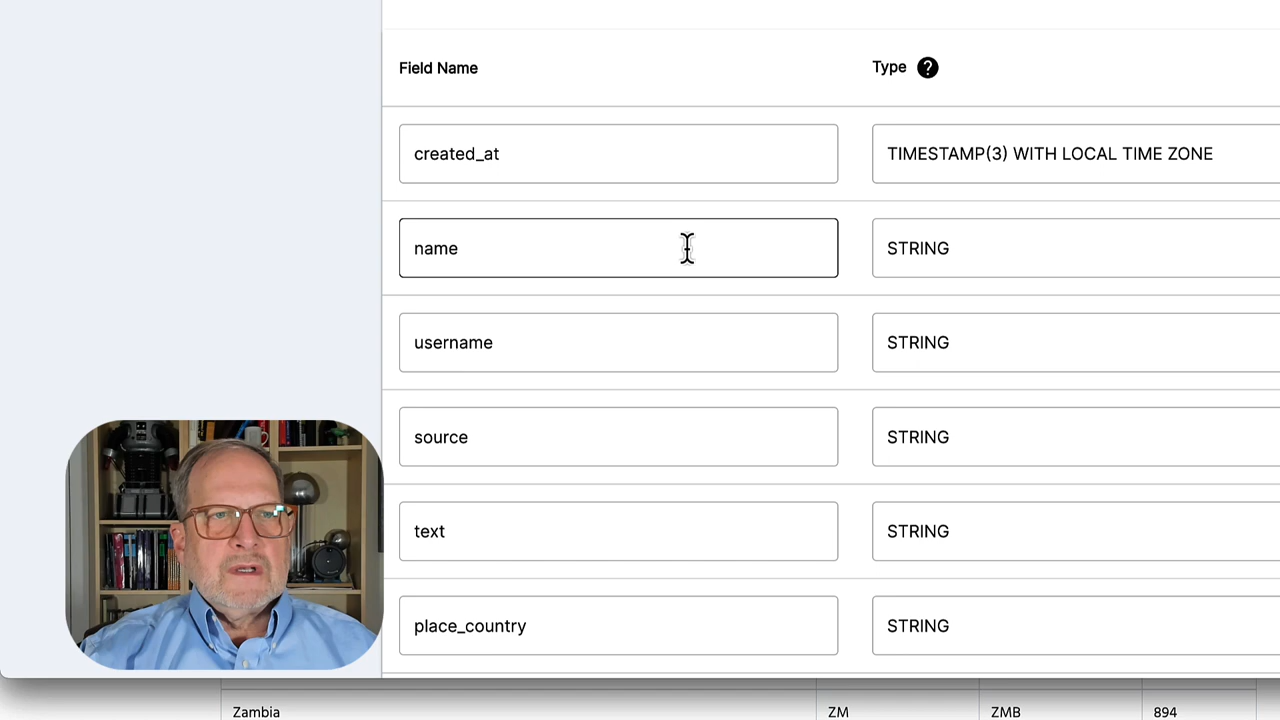 Field Name Type ?
created_at TIMESTAMP(3) WITH LOCAL TIME ZONE
name STRING
username STRING
source STRING
text STRING
place_country STRING
Zambia ZM ZMB 894